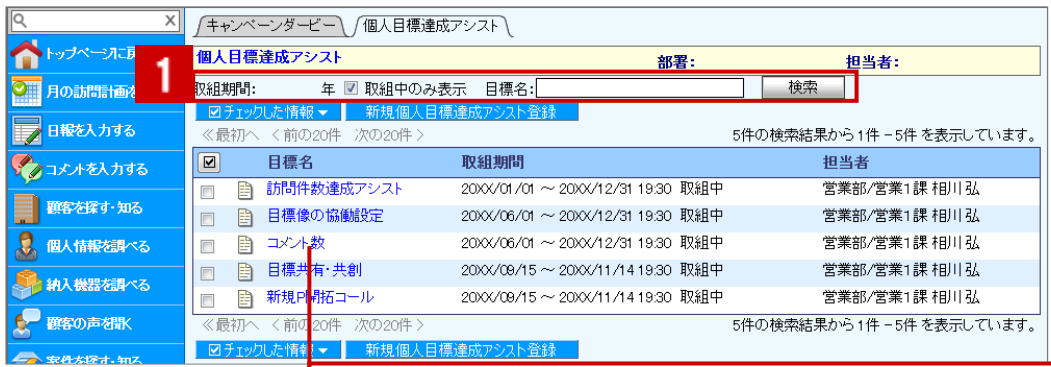 キャンペーンダービー 個人目標達成アシスト
トップページに戻
月の訪問計画を
日報を入力する
コメントを入力する
顧客を探す・知る
個人情報を調べる
納入機器を調べる
顧客の声を聞く
案件を探す・知る
1
個人目標達成アシスト 部署: 担当者:
取組期間: 年 取組中のみ表示 目標名: 検索
チェックした情報▼ 新規個人目標達成アシスト登録
≪最初へ <前の20件 次の20件> 5件の検索結果から1件－5件 を表示しています。
目標名 取組期間 担当者
訪問件数達成アシスト 20XX/01/01 ～ 20XX/12/31 19:30 取組中 営業部/営業1課 相川 弘
目標像の協働設定 20XX/06/01 ～ 20XX/12/31 19:30 取組中 営業部/営業1課 相川 弘
コメント数 20XX/06/01 ～ 20XX/12/31 19:30 取組中 営業部/営業1課 相川 弘
目標共有・共創 20XX/09/15 ～ 20XX/11/14 19:30 取組中 営業部/営業1課 相川 弘
新規PI開拓コール 20XX/09/15 ～ 20XX/11/14 19:30 取組中 営業部/営業1課 相川 弘
≪最初へ <前の20件 次の20件> 5件の検索結果から1件－5件 を表示しています。
チェックした情報▼ 新規個人目標達成アシスト登録